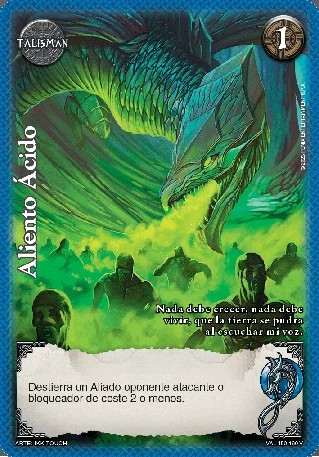 TALISMAN
1
Aliento Ácido
Nada debe crecer, nada debe
vivir, que la tierra se pudra
al escuchar mi voz.
Destierra un Aliado oponente atacante o
bloqueador de coste 2 o menos.